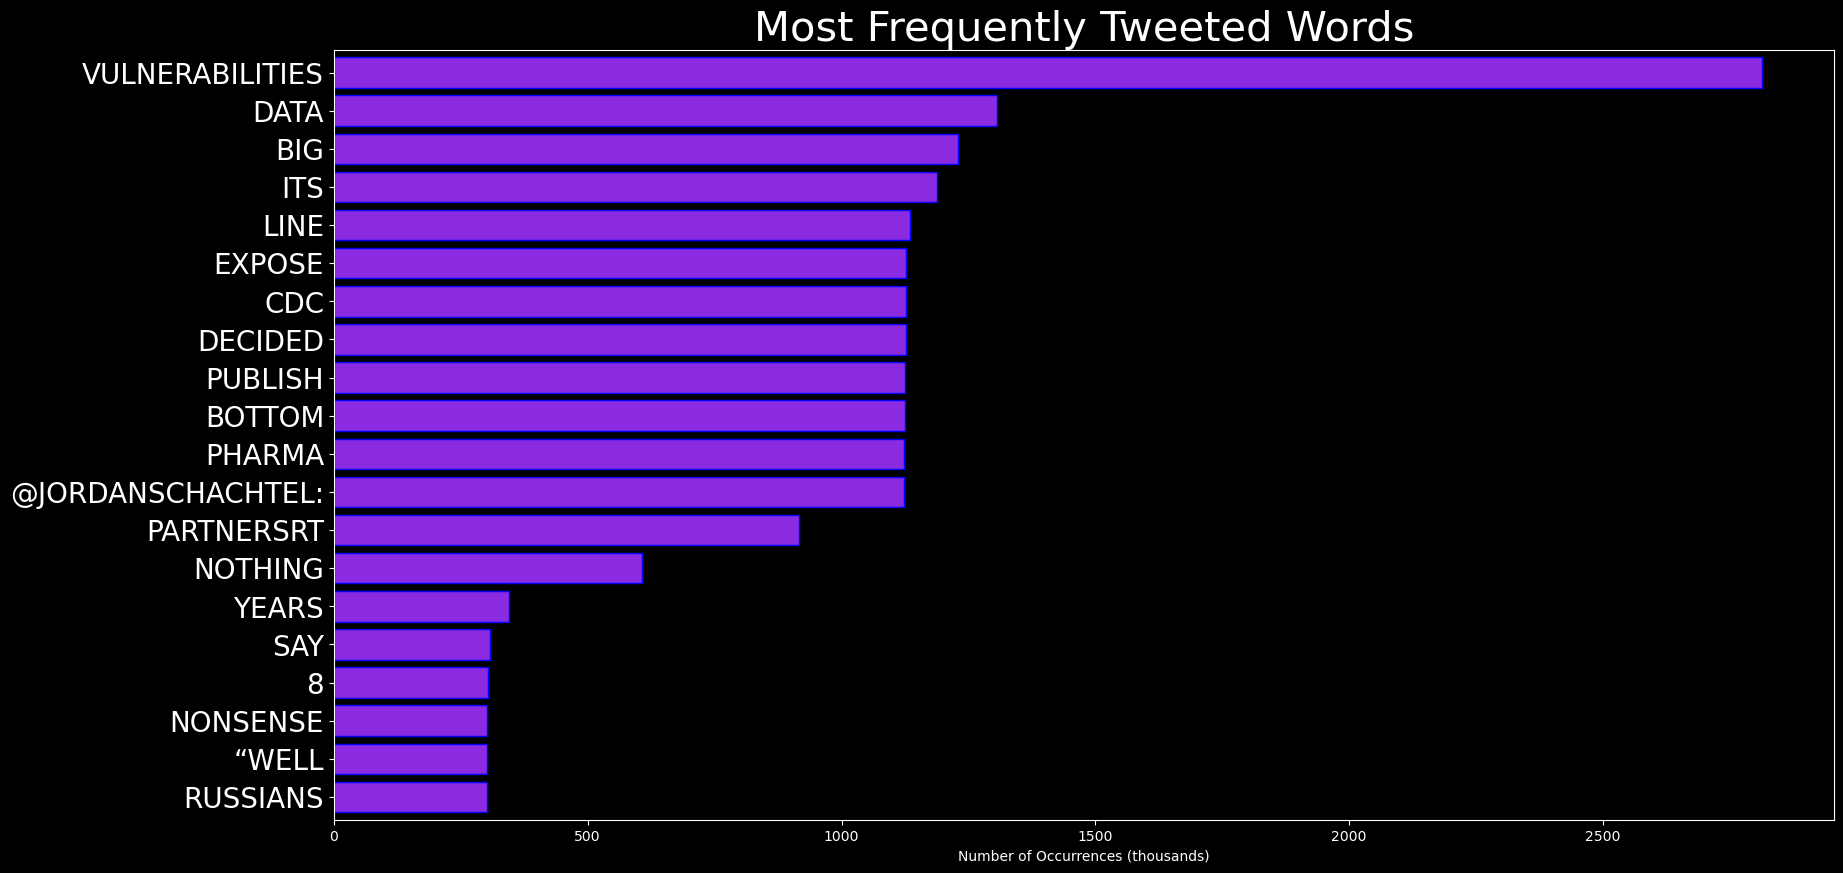 Most Frequently Tweeted Words
VULNERABILITIES
DATA
BIG
ITS
LINE
EXPOSE
CDC
DECIDED
PUBLISH
BOTTOM
PHARMA
@JORDANSCHACHTEL:
PARTNERSRT
NOTHING
YEARS
SAY
8
NONSENSE
“WELL
RUSSIANS
0 500 1000 1500 2000 2500
Number of Occurrences (thousands)